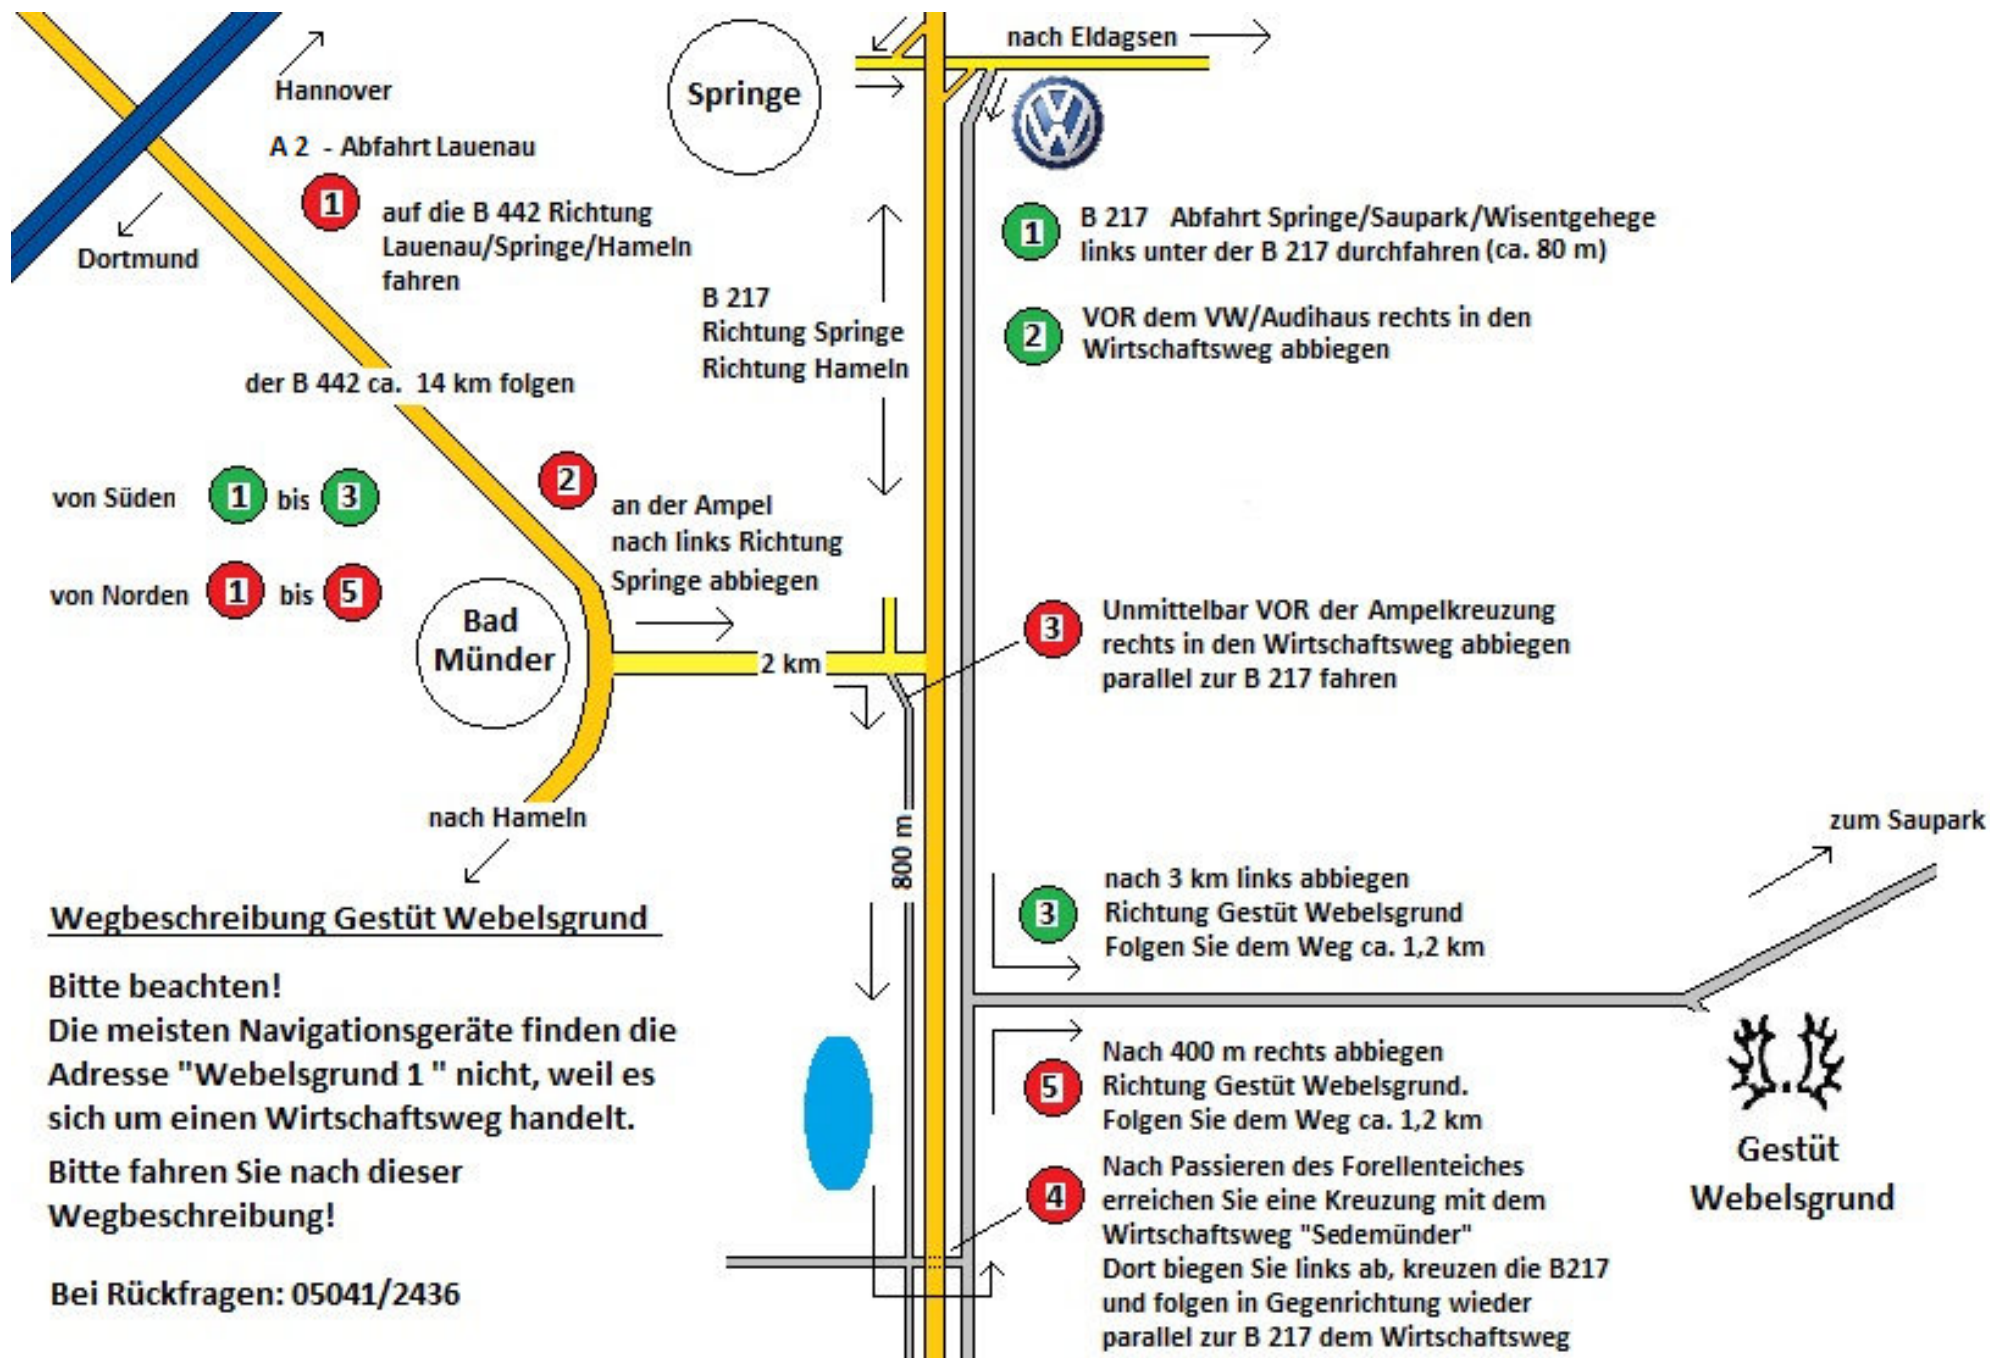 nach Eldagsen
Hannover
Springe
A 2 - Abfahrt Lauenau
1
auf die B 442 Richtung
Lauenau/Springe/Hameln
fahren
Dortmund
1
B 217 Abfahrt Springe/Saupark/Wisentgehege
links unter der B 217 durchfahren (ca. 80 m)
B 217
Richtung Springe
Richtung Hameln
2
VOR dem VW/Audihaus rechts in den
Wirtschaftsweg abbiegen
der B 442 ca. 14 km folgen
von Süden 1 bis 3
von Norden 1 bis 5
2
an der Ampel
nach links Richtung
Springe abbiegen
Bad
Münder
2 km
3
Unmittelbar VOR der Ampelkreuzung
rechts in den Wirtschaftsweg abbiegen
parallel zur B 217 fahren
nach Hameln
800 m
zum Saupark
3
nach 3 km links abbiegen
Richtung Gestüt Webelsgrund
Folgen Sie dem Weg ca. 1,2 km
Wegbeschreibung Gestüt Webelsgrund
Bitte beachten!
Die meisten Navigationsgeräte finden die
Adresse "Webelsgrund 1 " nicht, weil es
sich um einen Wirtschaftsweg handelt.
Bitte fahren Sie nach dieser
Wegbeschreibung!
Bei Rückfragen: 05041/2436
5
Nach 400 m rechts abbiegen
Richtung Gestüt Webelsgrund.
Folgen Sie dem Weg ca. 1,2 km
4
Nach Passieren des Forellenteiches
erreichen Sie eine Kreuzung mit dem
Wirtschaftsweg "Sedemünder"
Dort biegen Sie links ab, kreuzen die B217
und folgen in Gegenrichtung wieder
parallel zur B 217 dem Wirtschaftsweg
Gestüt
Webelsgrund